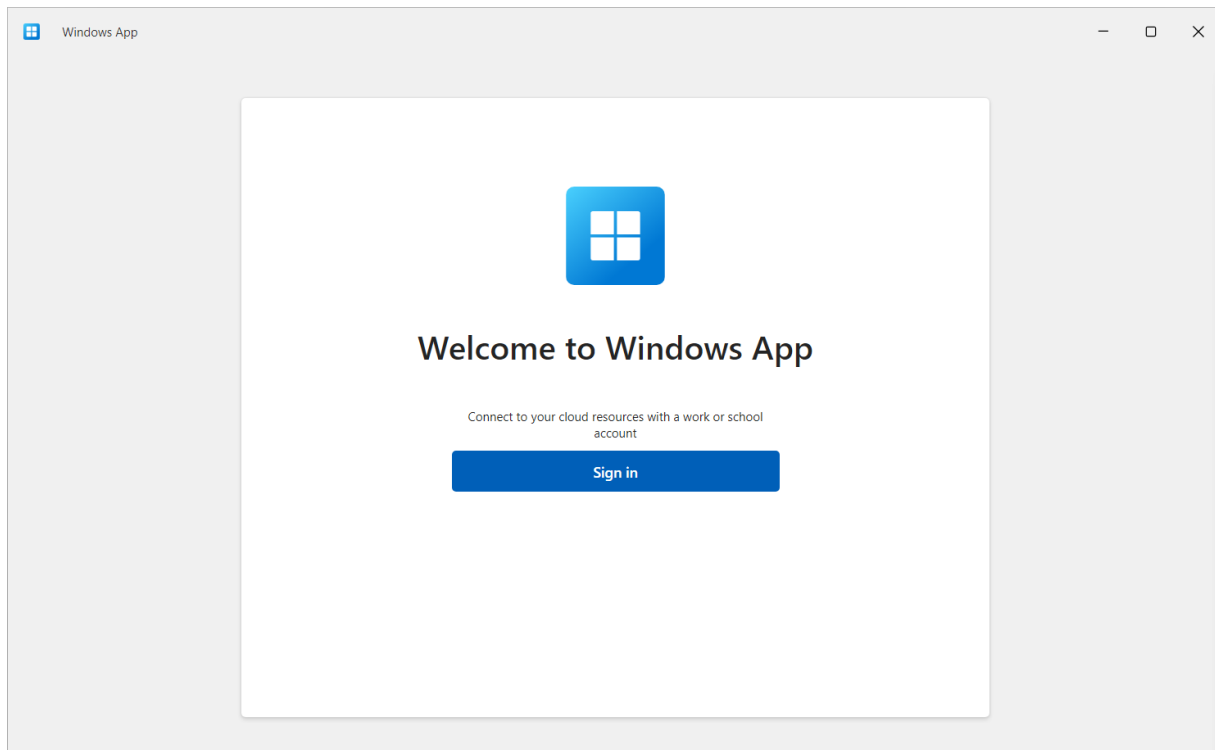 Windows App
Welcome to Windows App
Connect to your cloud resources with a work or school
account
Sign in